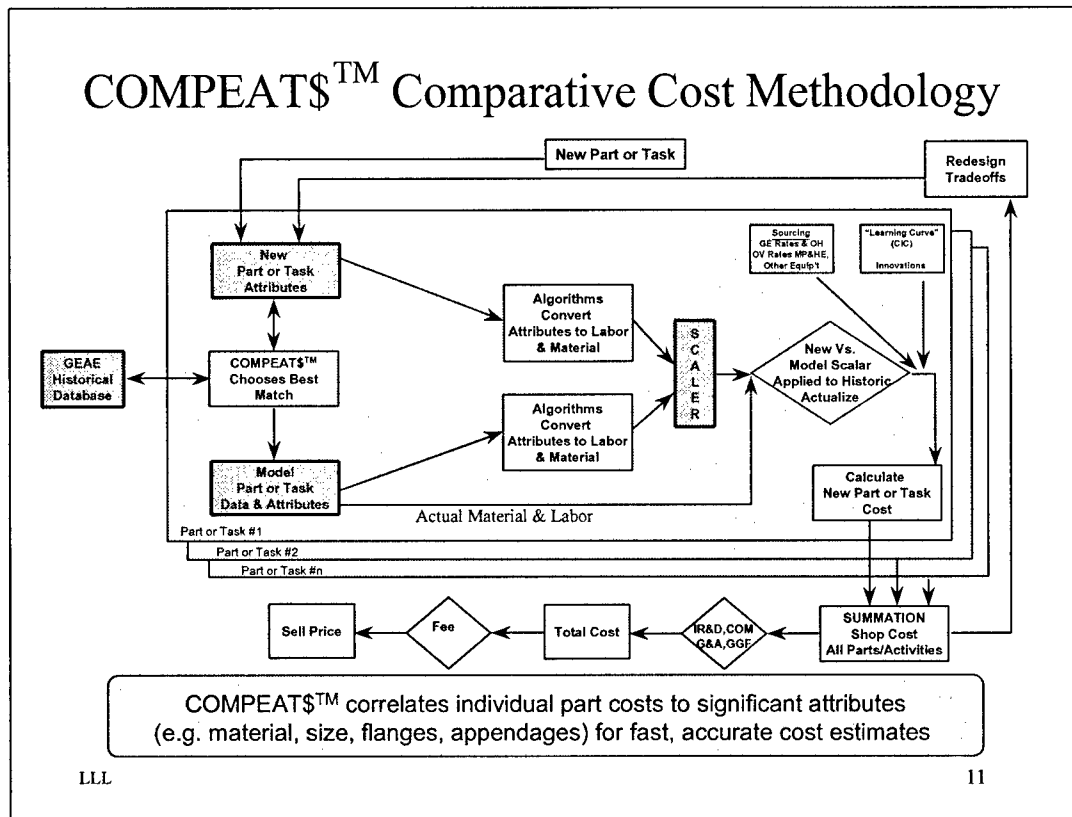 COMPEAT$™ Comparative Cost Methodology
New Part or Task
Redesign
Tradeoffs
New
Part or Task
Attributes
Sourcing
GE Rates & OH
OV Rates MP&HE,
Other Equip't
"Learning Curve"
(CIC)
Innovations
Algorithms
Convert
Attributes to Labor
& Material
GEAE
Historical
Database
COMPEAT$™
Chooses Best
Match
SCALER
New Vs.
Model Scalar
Applied to Historic
Actualize
Algorithms
Convert
Attributes to Labor
& Material
Model
Part or Task
Data & Attributes
Calculate
New Part or Task
Cost
Actual Material & Labor
Part or Task #1
Part or Task #2
Part or Task #n
Sell Price
Fee
Total Cost
IR&D,COM
G&A,GGF
SUMMATION
Shop Cost
All Parts/Activities
COMPEAT$™ correlates individual part costs to significant attributes
(e.g. material, size, flanges, appendages) for fast, accurate cost estimates
LLL
11